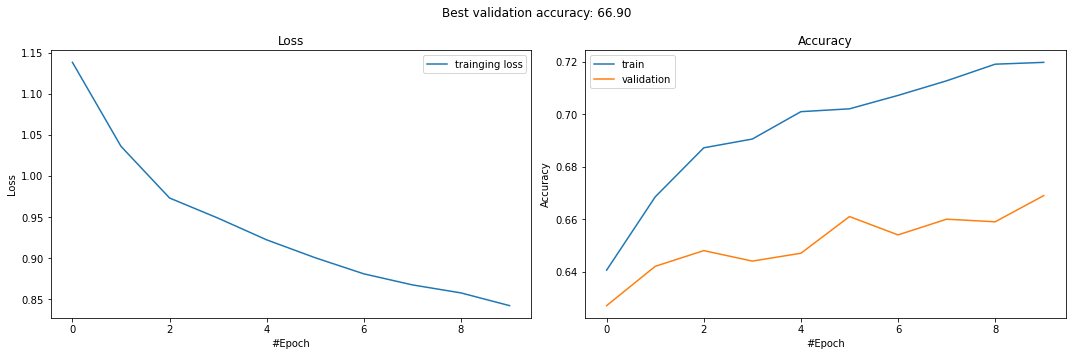 Best validation accuracy: 66.90
Loss
trainging loss
1.15
1.10
1.05
1.00
0.95
0.90
0.85
Loss
0 2 4 6 8
#Epoch
Accuracy
train
validation
0.72
0.70
0.68
0.66
0.64
Accuracy
0 2 4 6 8
#Epoch